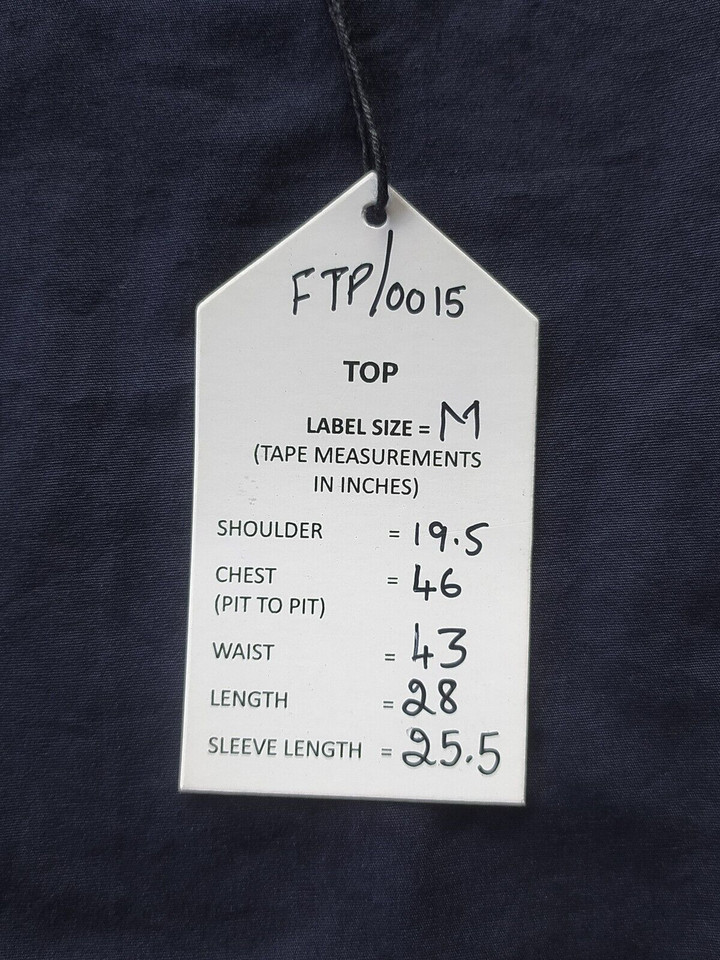 FTP/0015
TOP
LABEL SIZE = M
(TAPE MEASUREMENTS
IN INCHES)
SHOULDER = 19.5
CHEST = 46
(PIT TO PIT)
WAIST = 43
LENGTH = 28
SLEEVE LENGTH = 25.5